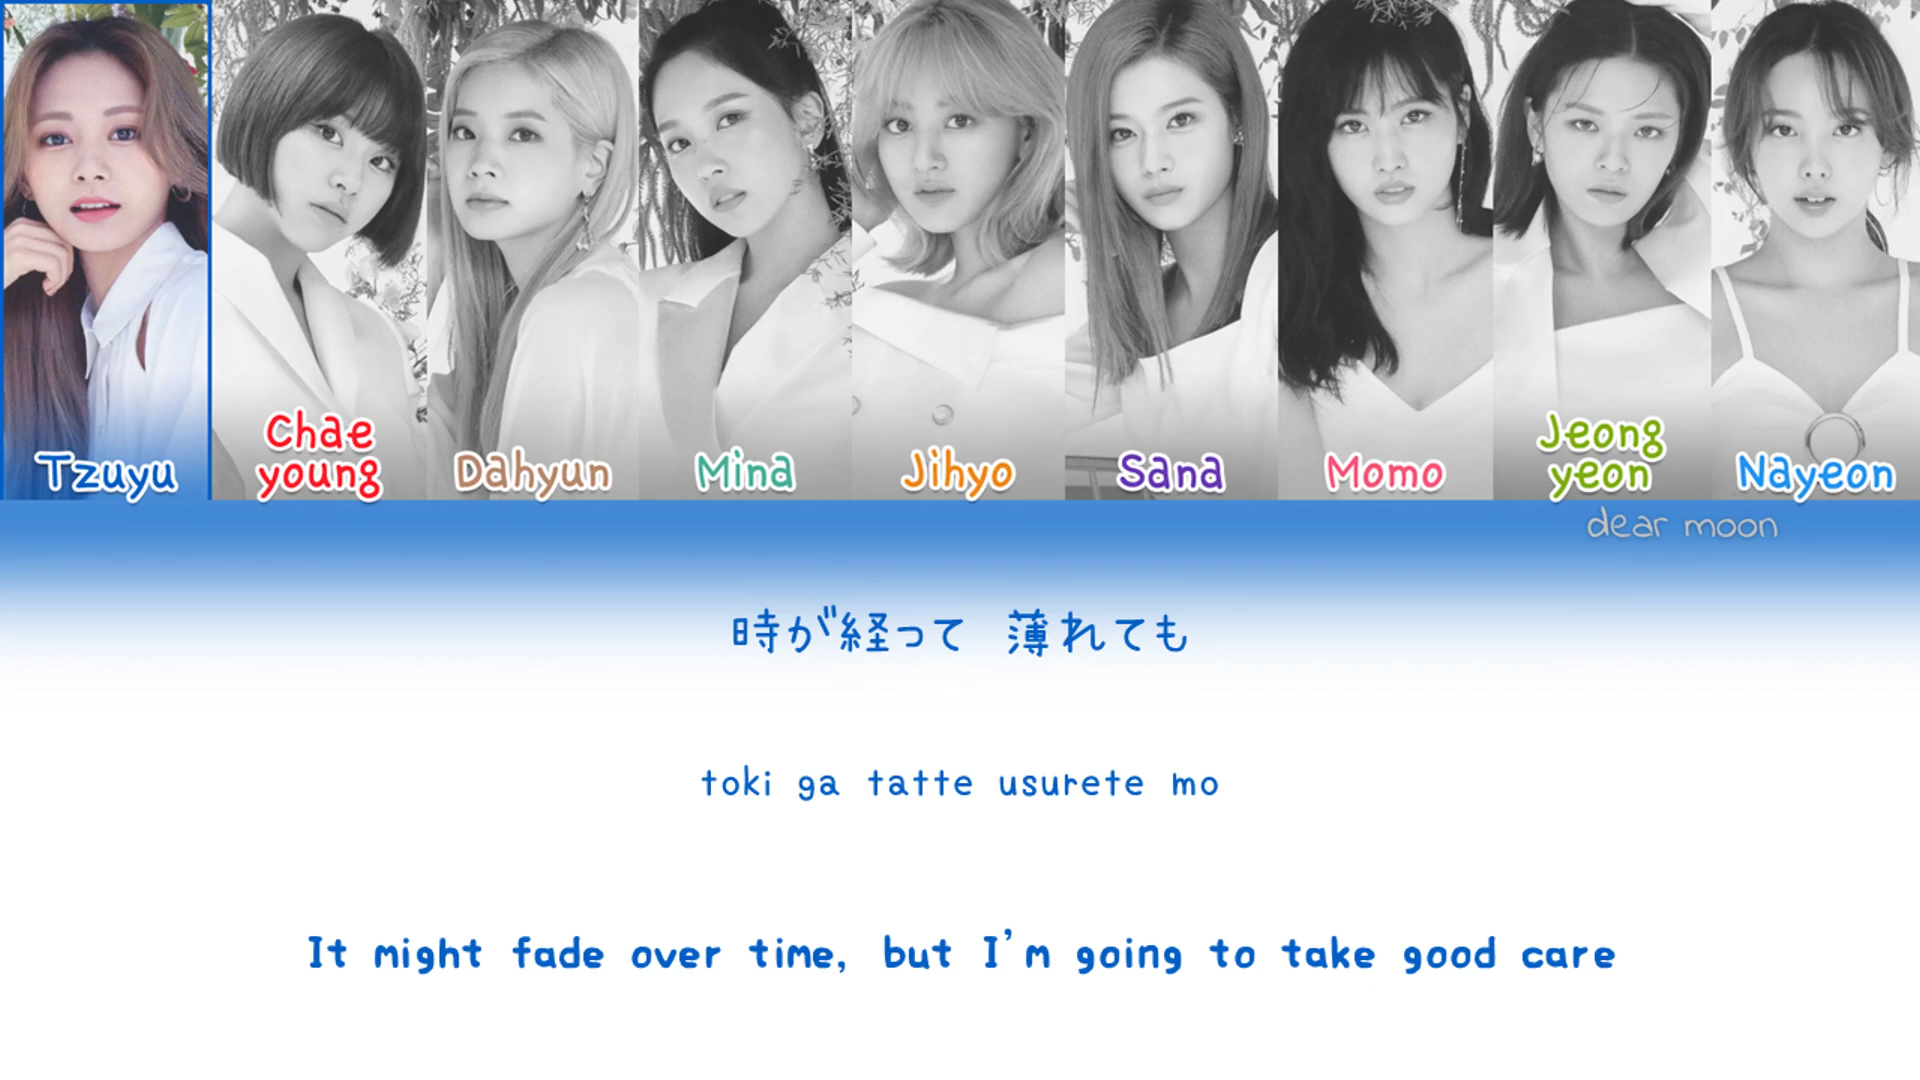 Tzuyu
Chae
young
Dahyun
Mina
Jihyo
Sana
Momo
Jeong
yeon
Nayeon
dear moon
時が経って 薄れても
toki ga tatte usurete mo
It might fade over time, but I'm going to take good care